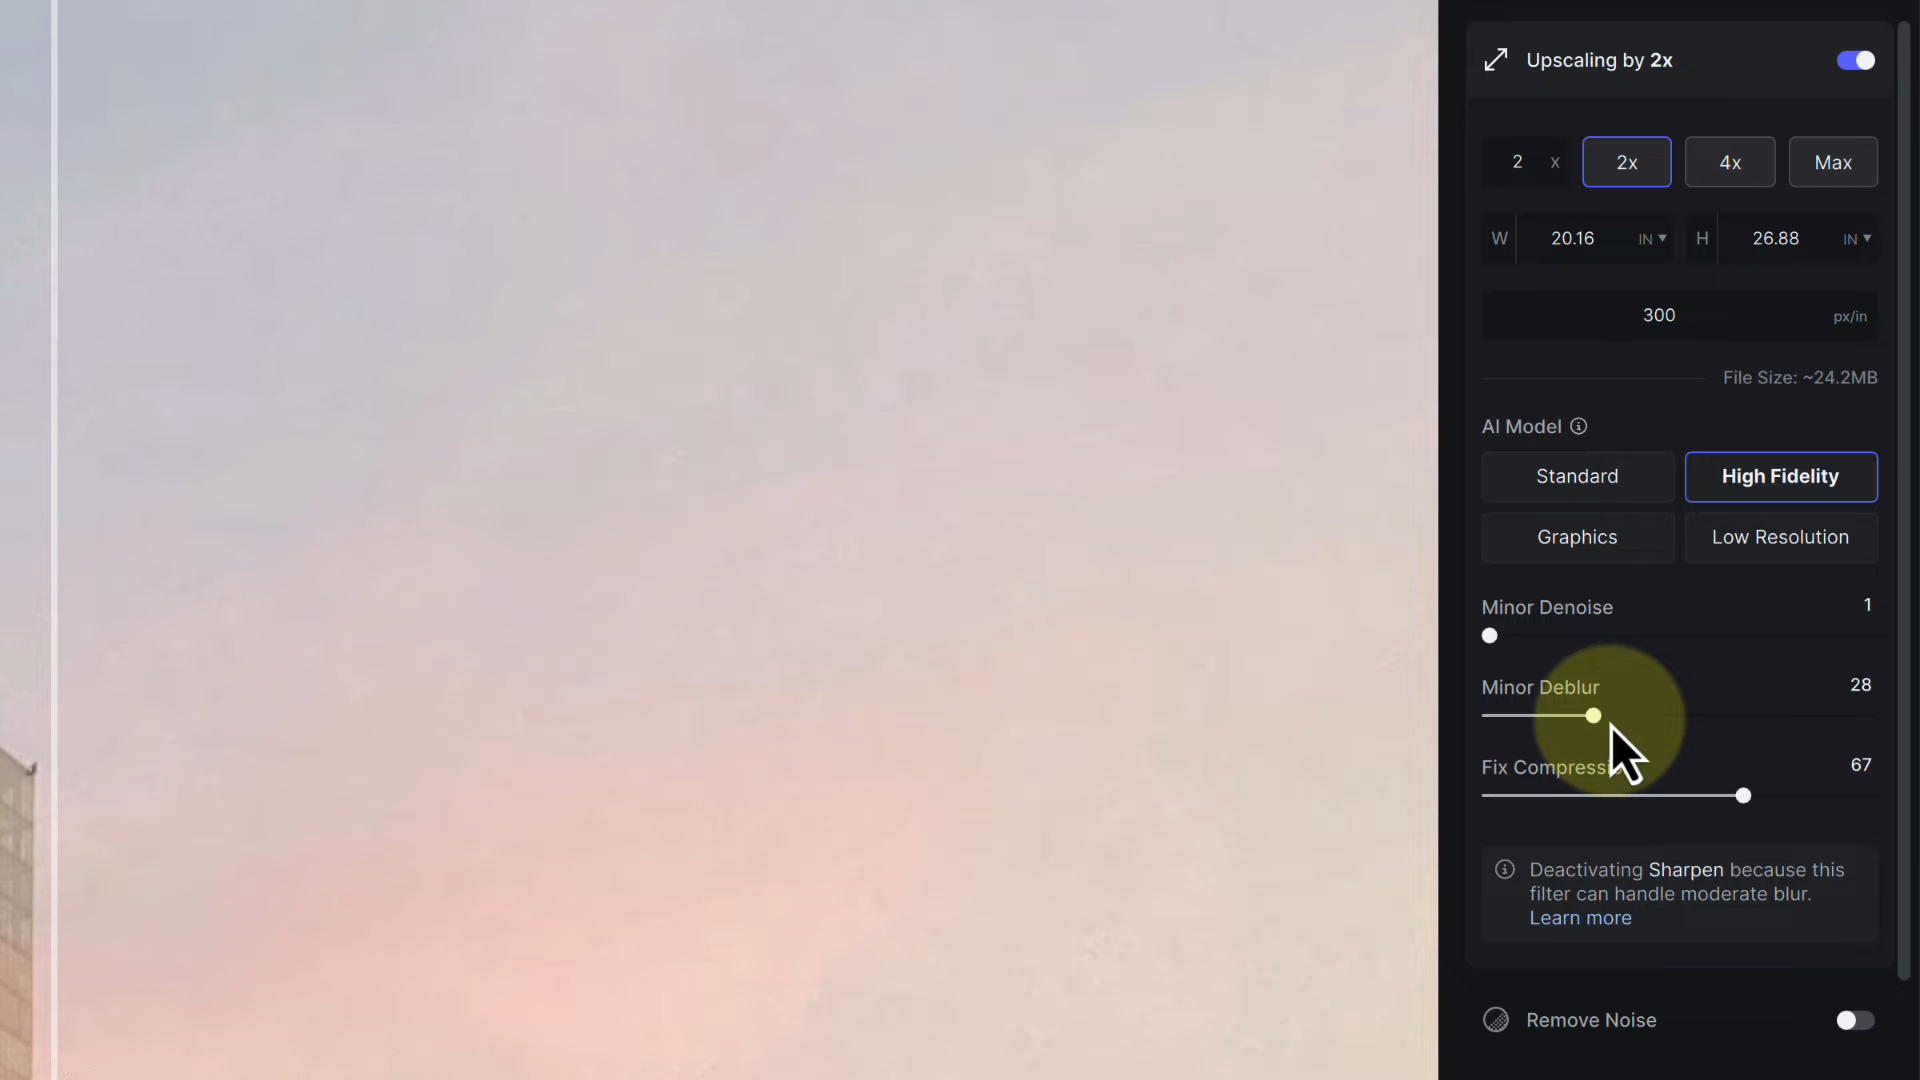 Upscaling by 2x
2 x 2x 4x Max
W 20.16 IN H 26.88 IN
300 px/in
File Size: ~24.2MB
AI Model
Standard High Fidelity
Graphics Low Resolution
Minor Denoise 1
Minor Deblur 28
Fix Compressi 67
Deactivating Sharpen because this
filter can handle moderate blur.
Learn more
Remove Noise